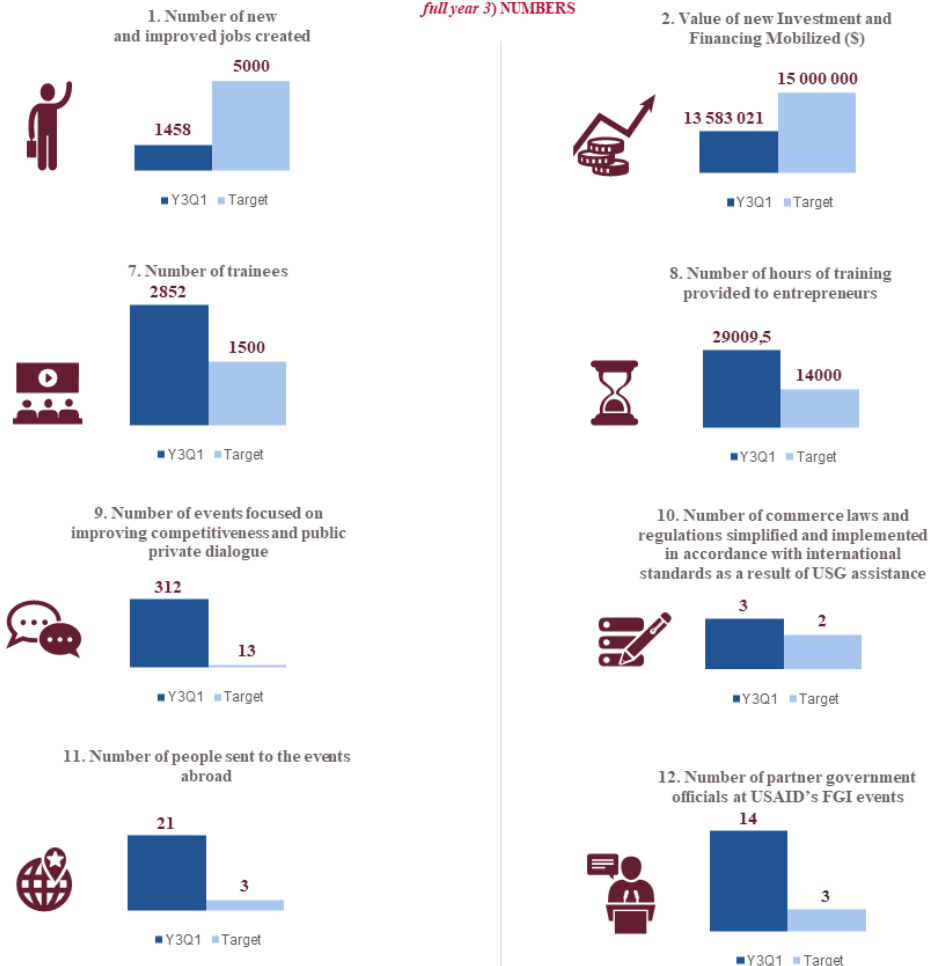 full year 3) NUMBERS
1. Number of new
and improved jobs created
5000
1458
Y3Q1 Target
2. Value of new Investment and
Financing Mobilized ($)
15 000 000
13 583 021
Y3Q1 Target
7. Number of trainees
2852
1500
Y3Q1 Target
8. Number of hours of training
provided to entrepreneurs
29009,5
14000
Y3Q1 Target
9. Number of events focused on
improving competitiveness and public
private dialogue
312
13
Y3Q1 Target
10. Number of commerce laws and
regulations simplified and implemented
in accordance with international
standards as a result of USG assistance
3
2
Y3Q1 Target
11. Number of people sent to the events
abroad
21
3
Y3Q1 Target
12. Number of partner government
officials at USAID’s FGI events
14
3
Y3Q1 Target